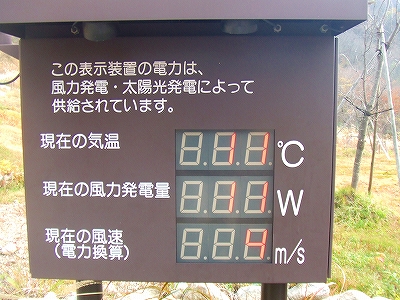 この表示装置の電力は、
風力発電・太陽光発電によって
供給されています。
現在の気温 11 ℃
現在の風力発電量 11 W
現在の風速 4 m/s
(電力換算)